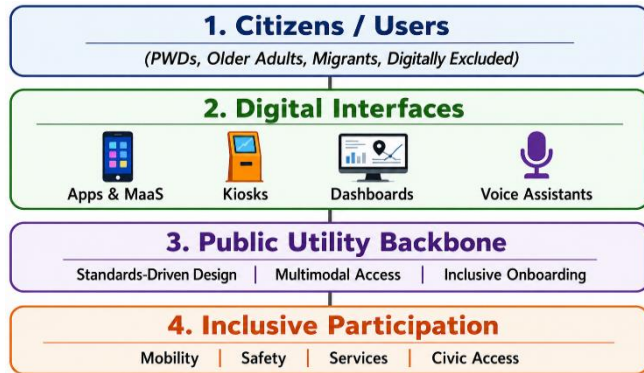 1. Citizens / Users
(PWDs, Older Adults, Migrants, Digitally Excluded)
2. Digital Interfaces
Apps & MaaS Kiosks Dashboards Voice Assistants
3. Public Utility Backbone
Standards-Driven Design | Multimodal Access | Inclusive Onboarding
4. Inclusive Participation
Mobility | Safety | Services | Civic Access